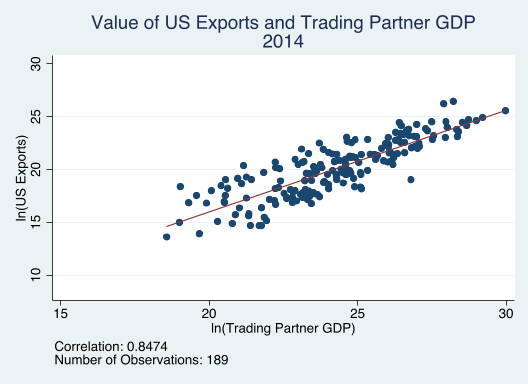 Value of US Exports and Trading Partner GDP
2014
ln(US Exports)
30
25
20
15
10
15 20 25 30
ln(Trading Partner GDP)
Correlation: 0.8474
Number of Observations: 189